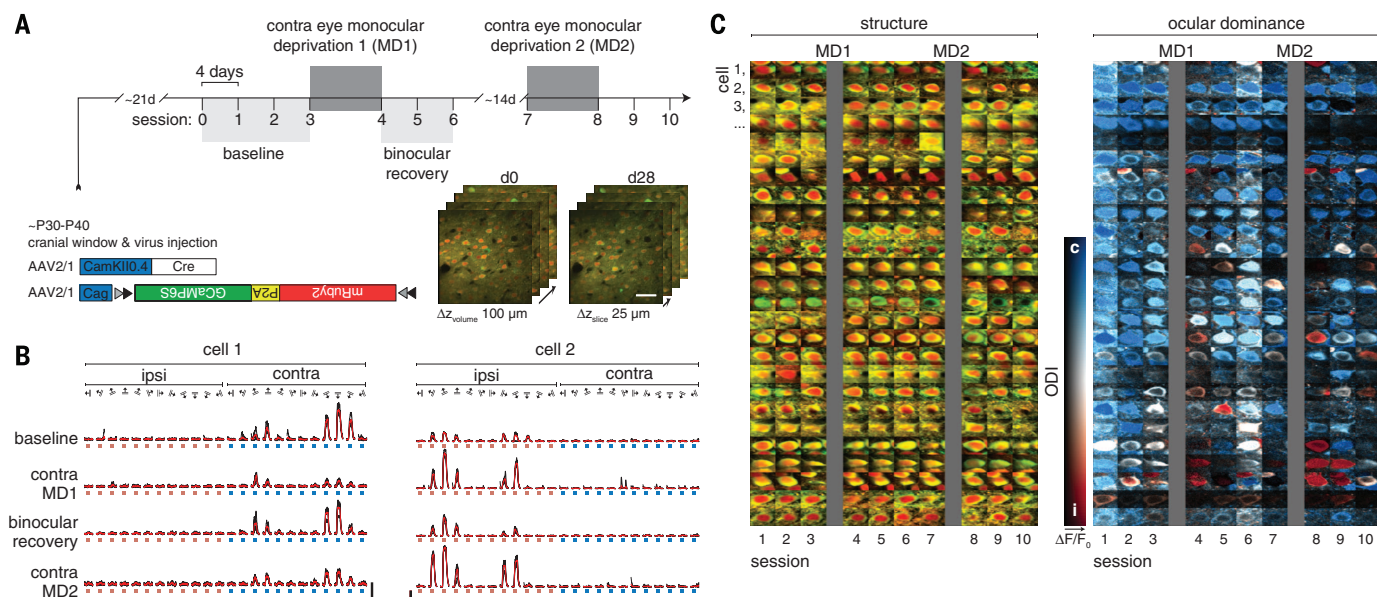 A
contra eye monocular
deprivation 1 (MD1)
contra eye monocular
deprivation 2 (MD2)
4 days
~21d
~14d
session: 0 1 2 3 4 5 6 7 8 9 10
baseline
binocular
recovery
d0
d28
~P30-P40
cranial window & virus injection
AAV2/1 CamKII0.4 Cre
AAV2/1 Cag GCaMP6S P2A mRuby2
Δz volume 100 µm
Δz slice 25 µm
B
cell 1
cell 2
ipsi contra
ipsi contra
baseline
contra
MD1
binocular
recovery
contra
MD2
C
structure
ocular dominance
MD1 MD2
MD1 MD2
cell
1,
2,
3,
...
ODI
c
i
ΔF/F0
1 2 3 4 5 6 7 8 9 10
session
1 2 3 4 5 6 7 8 9 10
session